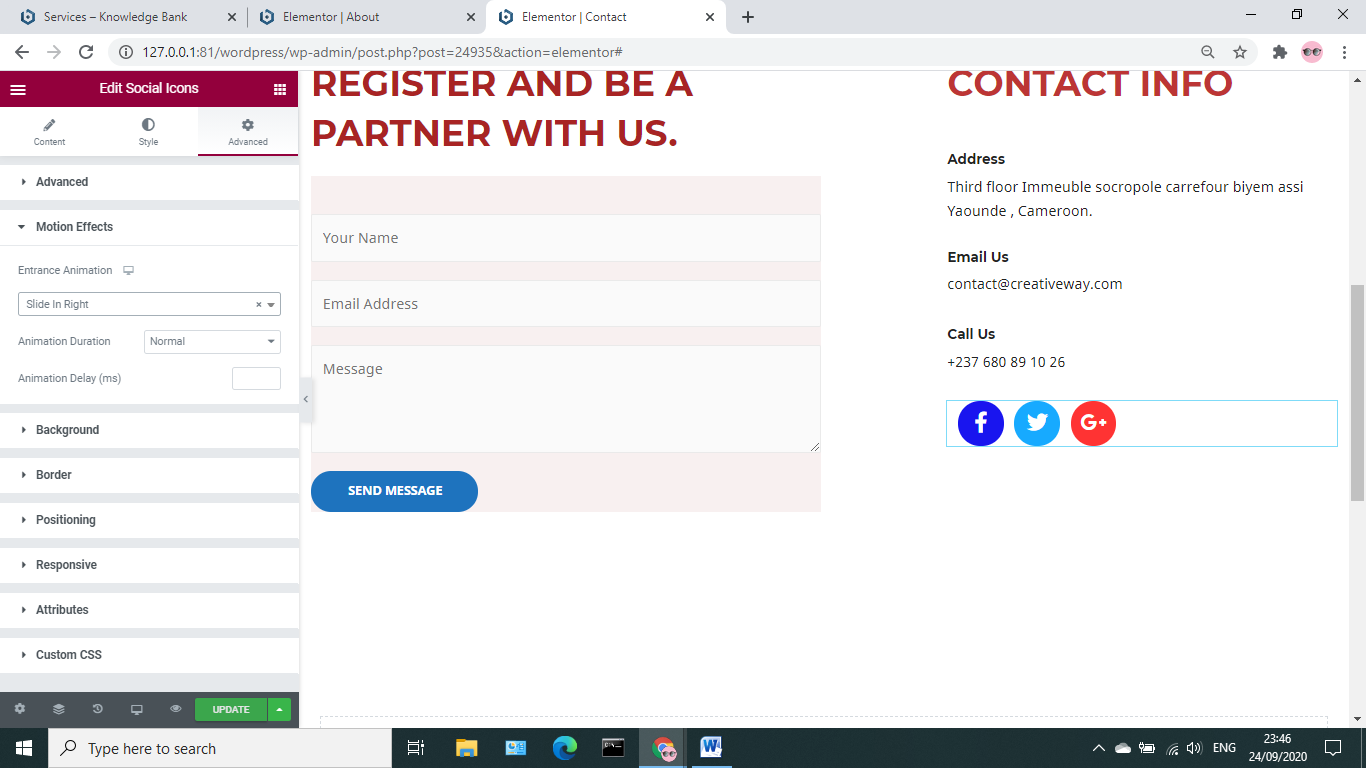 Services – Knowledge Bank
Elementor | About
Elementor | Contact
127.0.0.1:81/wordpress/wp-admin/post.php?post=24935&action=elementor#
Edit Social Icons
Content
Style
Advanced
Advanced
Motion Effects
Entrance Animation
Slide In Right
Animation Duration
Normal
Animation Delay (ms)
Background
Border
Positioning
Responsive
Attributes
Custom CSS
UPDATE
REGISTER AND BE A
PARTNER WITH US.
Your Name
Email Address
Message
SEND MESSAGE
CONTACT INFO
Address
Third floor Immeuble socropole carrefour biyem assi
Yaounde , Cameroon.
Email Us
contact@creativeway.com
Call Us
+237 680 89 10 26
Type here to search
ENG
23:46
24/09/2020